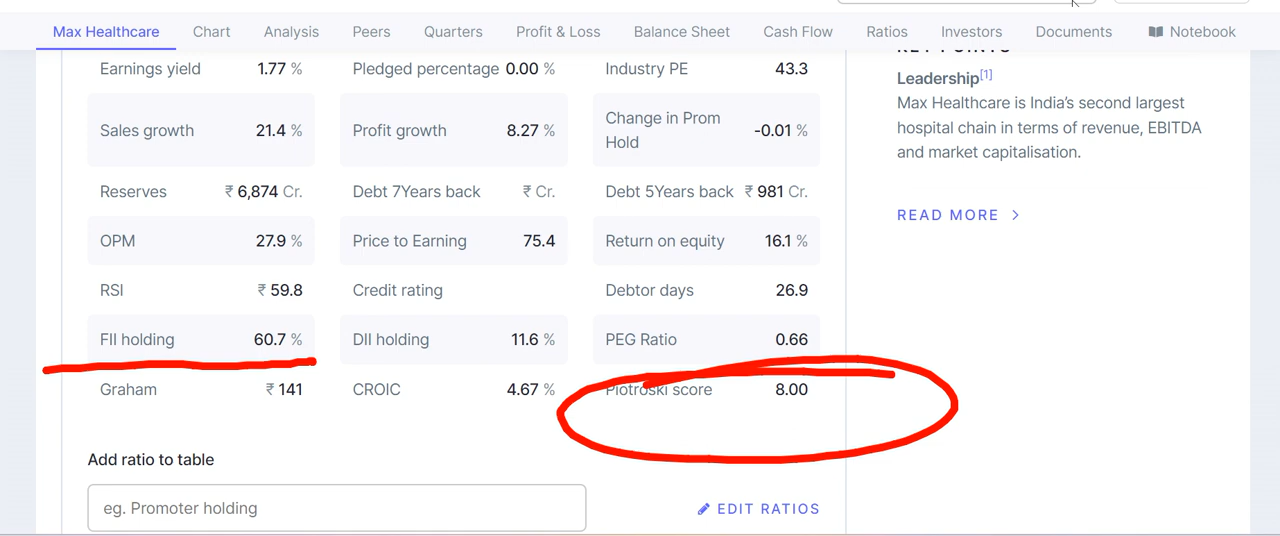 Max Healthcare Chart Analysis Peers Quarters Profit & Loss Balance Sheet Cash Flow Ratios Investors Documents Notebook
KEY POINTS
Earnings yield 1.77 % Pledged percentage 0.00 % Industry PE 43.3
Leadership[1]
Max Healthcare is India's second largest
hospital chain in terms of revenue, EBITDA
and market capitalisation.
READ MORE
Sales growth 21.4 % Profit growth 8.27 % Change in Prom
Hold -0.01 %
Reserves ₹ 6,874 Cr. Debt 7Years back ₹ Cr. Debt 5Years back ₹ 981 Cr.
OPM 27.9 % Price to Earning 75.4 Return on equity 16.1 %
RSI ₹ 59.8 Credit rating Debtor days 26.9
FII holding 60.7 % DII holding 11.6 % PEG Ratio 0.66
Graham ₹ 141 CROIC 4.67 % Piotroski score 8.00
Add ratio to table
eg. Promoter holding EDIT RATIOS